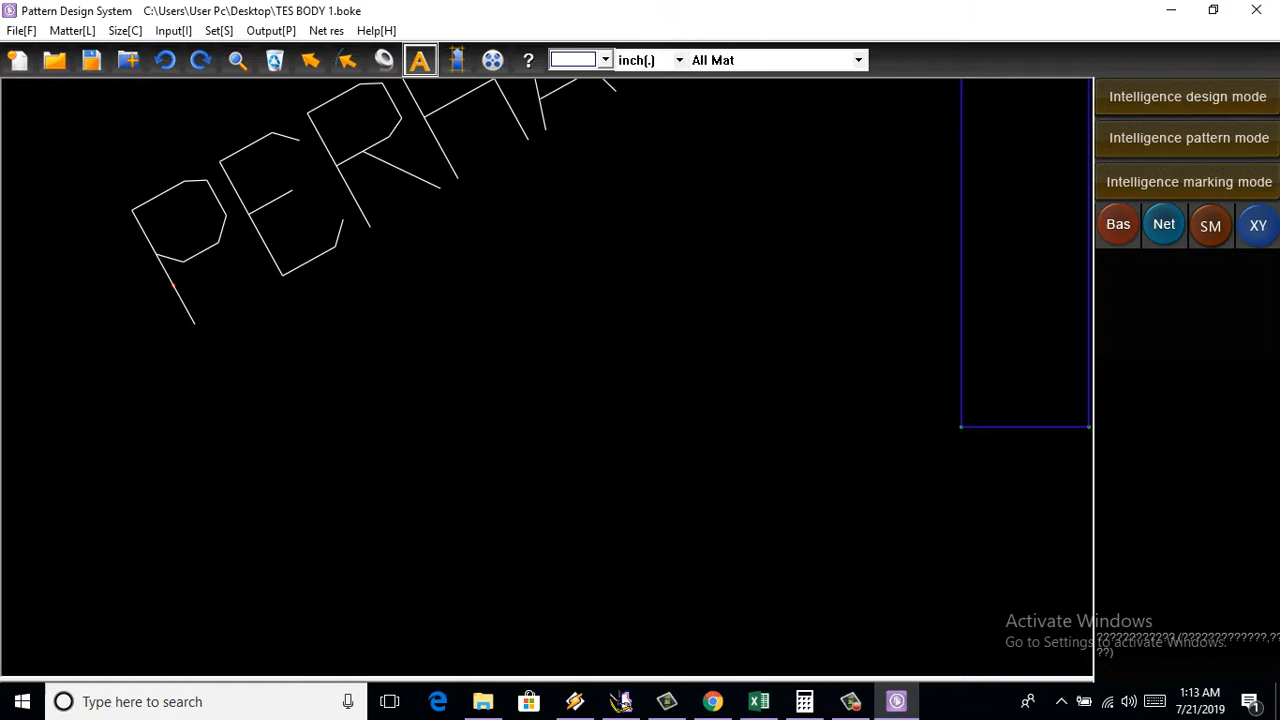 Pattern Design System C:\Users\User Pc\Desktop\TES BODY 1.boke
File[F] Matter[L] Size[C] Input[I] Set[S] Output[P] Net res Help[H]
A ? inch(.) All Mat
PERHA
Intelligence design mode
Intelligence pattern mode
Intelligence marking mode
Bas Net SM XY
Activate Windows
Go to Settings to activate Windows.
Type here to search
1:13 AM
7/21/2019
1